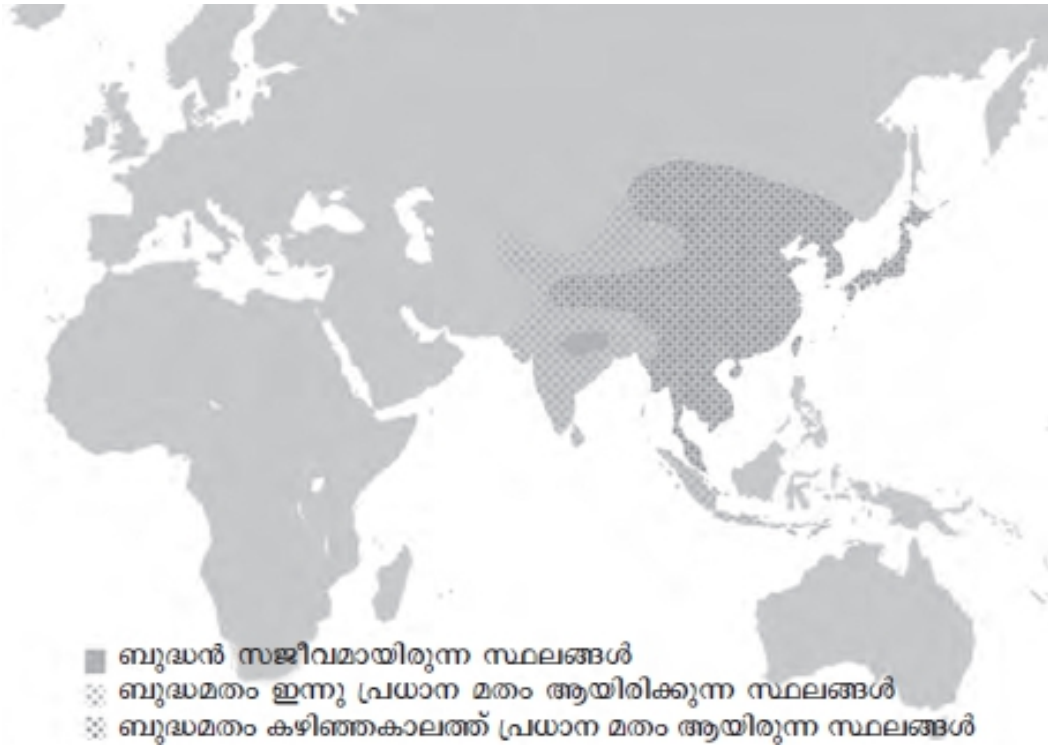 ബുദ്ധൻ സജീവമായിരുന്ന സ്ഥലങ്ങൾ
ബുദ്ധമതം ഇന്നു പ്രധാന മതം ആയിരിക്കുന്ന സ്ഥലങ്ങൾ
ബുദ്ധമതം കഴിഞ്ഞകാലത്ത് പ്രധാന മതം ആയിരുന്ന സ്ഥലങ്ങൾ